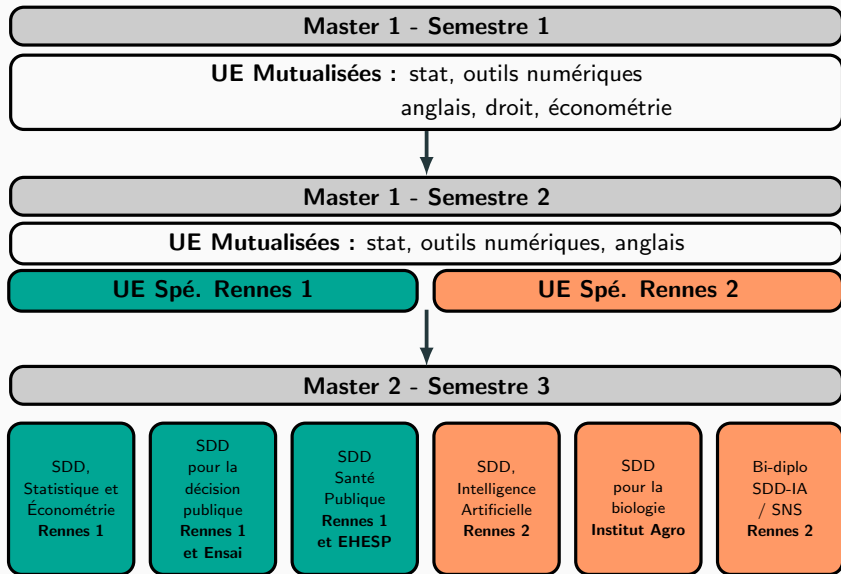 Master 1 - Semestre 1
UE Mutualisées : stat, outils numériques
anglais, droit, économétrie
Master 1 - Semestre 2
UE Mutualisées : stat, outils numériques, anglais
UE Spé. Rennes 1
UE Spé. Rennes 2
Master 2 - Semestre 3
SDD,
Statistique et
Économétrie
Rennes 1
SDD
pour la
décision
publique
Rennes 1
et Ensai
SDD
Santé
Publique
Rennes 1
et EHESP
SDD,
Intelligence
Artificielle
Rennes 2
SDD
pour la
biologie
Institut Agro
Bi-diplo
SDD-IA
/ SNS
Rennes 2